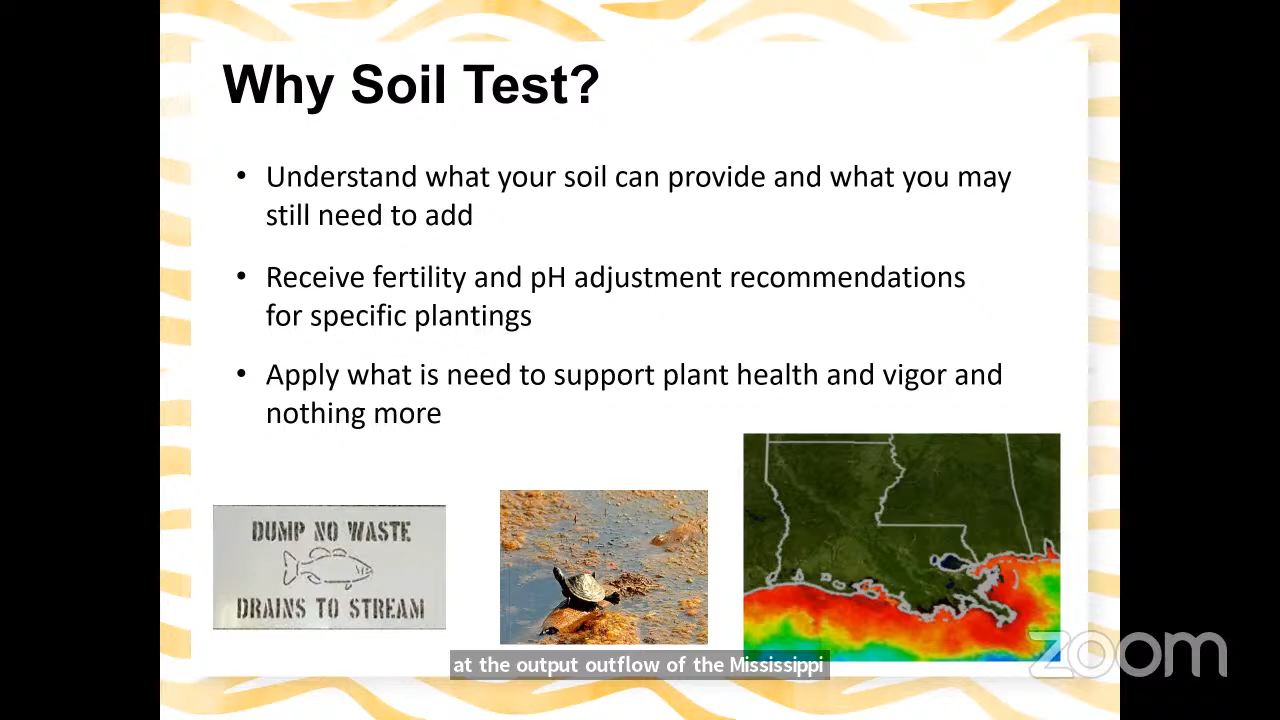 Why Soil Test?
• Understand what your soil can provide and what you may
still need to add
• Receive fertility and pH adjustment recommendations
for specific plantings
• Apply what is need to support plant health and vigor and
nothing more
DUMP NO WASTE
DRAINS TO STREAM
at the output outflow of the Mississippi
zoom